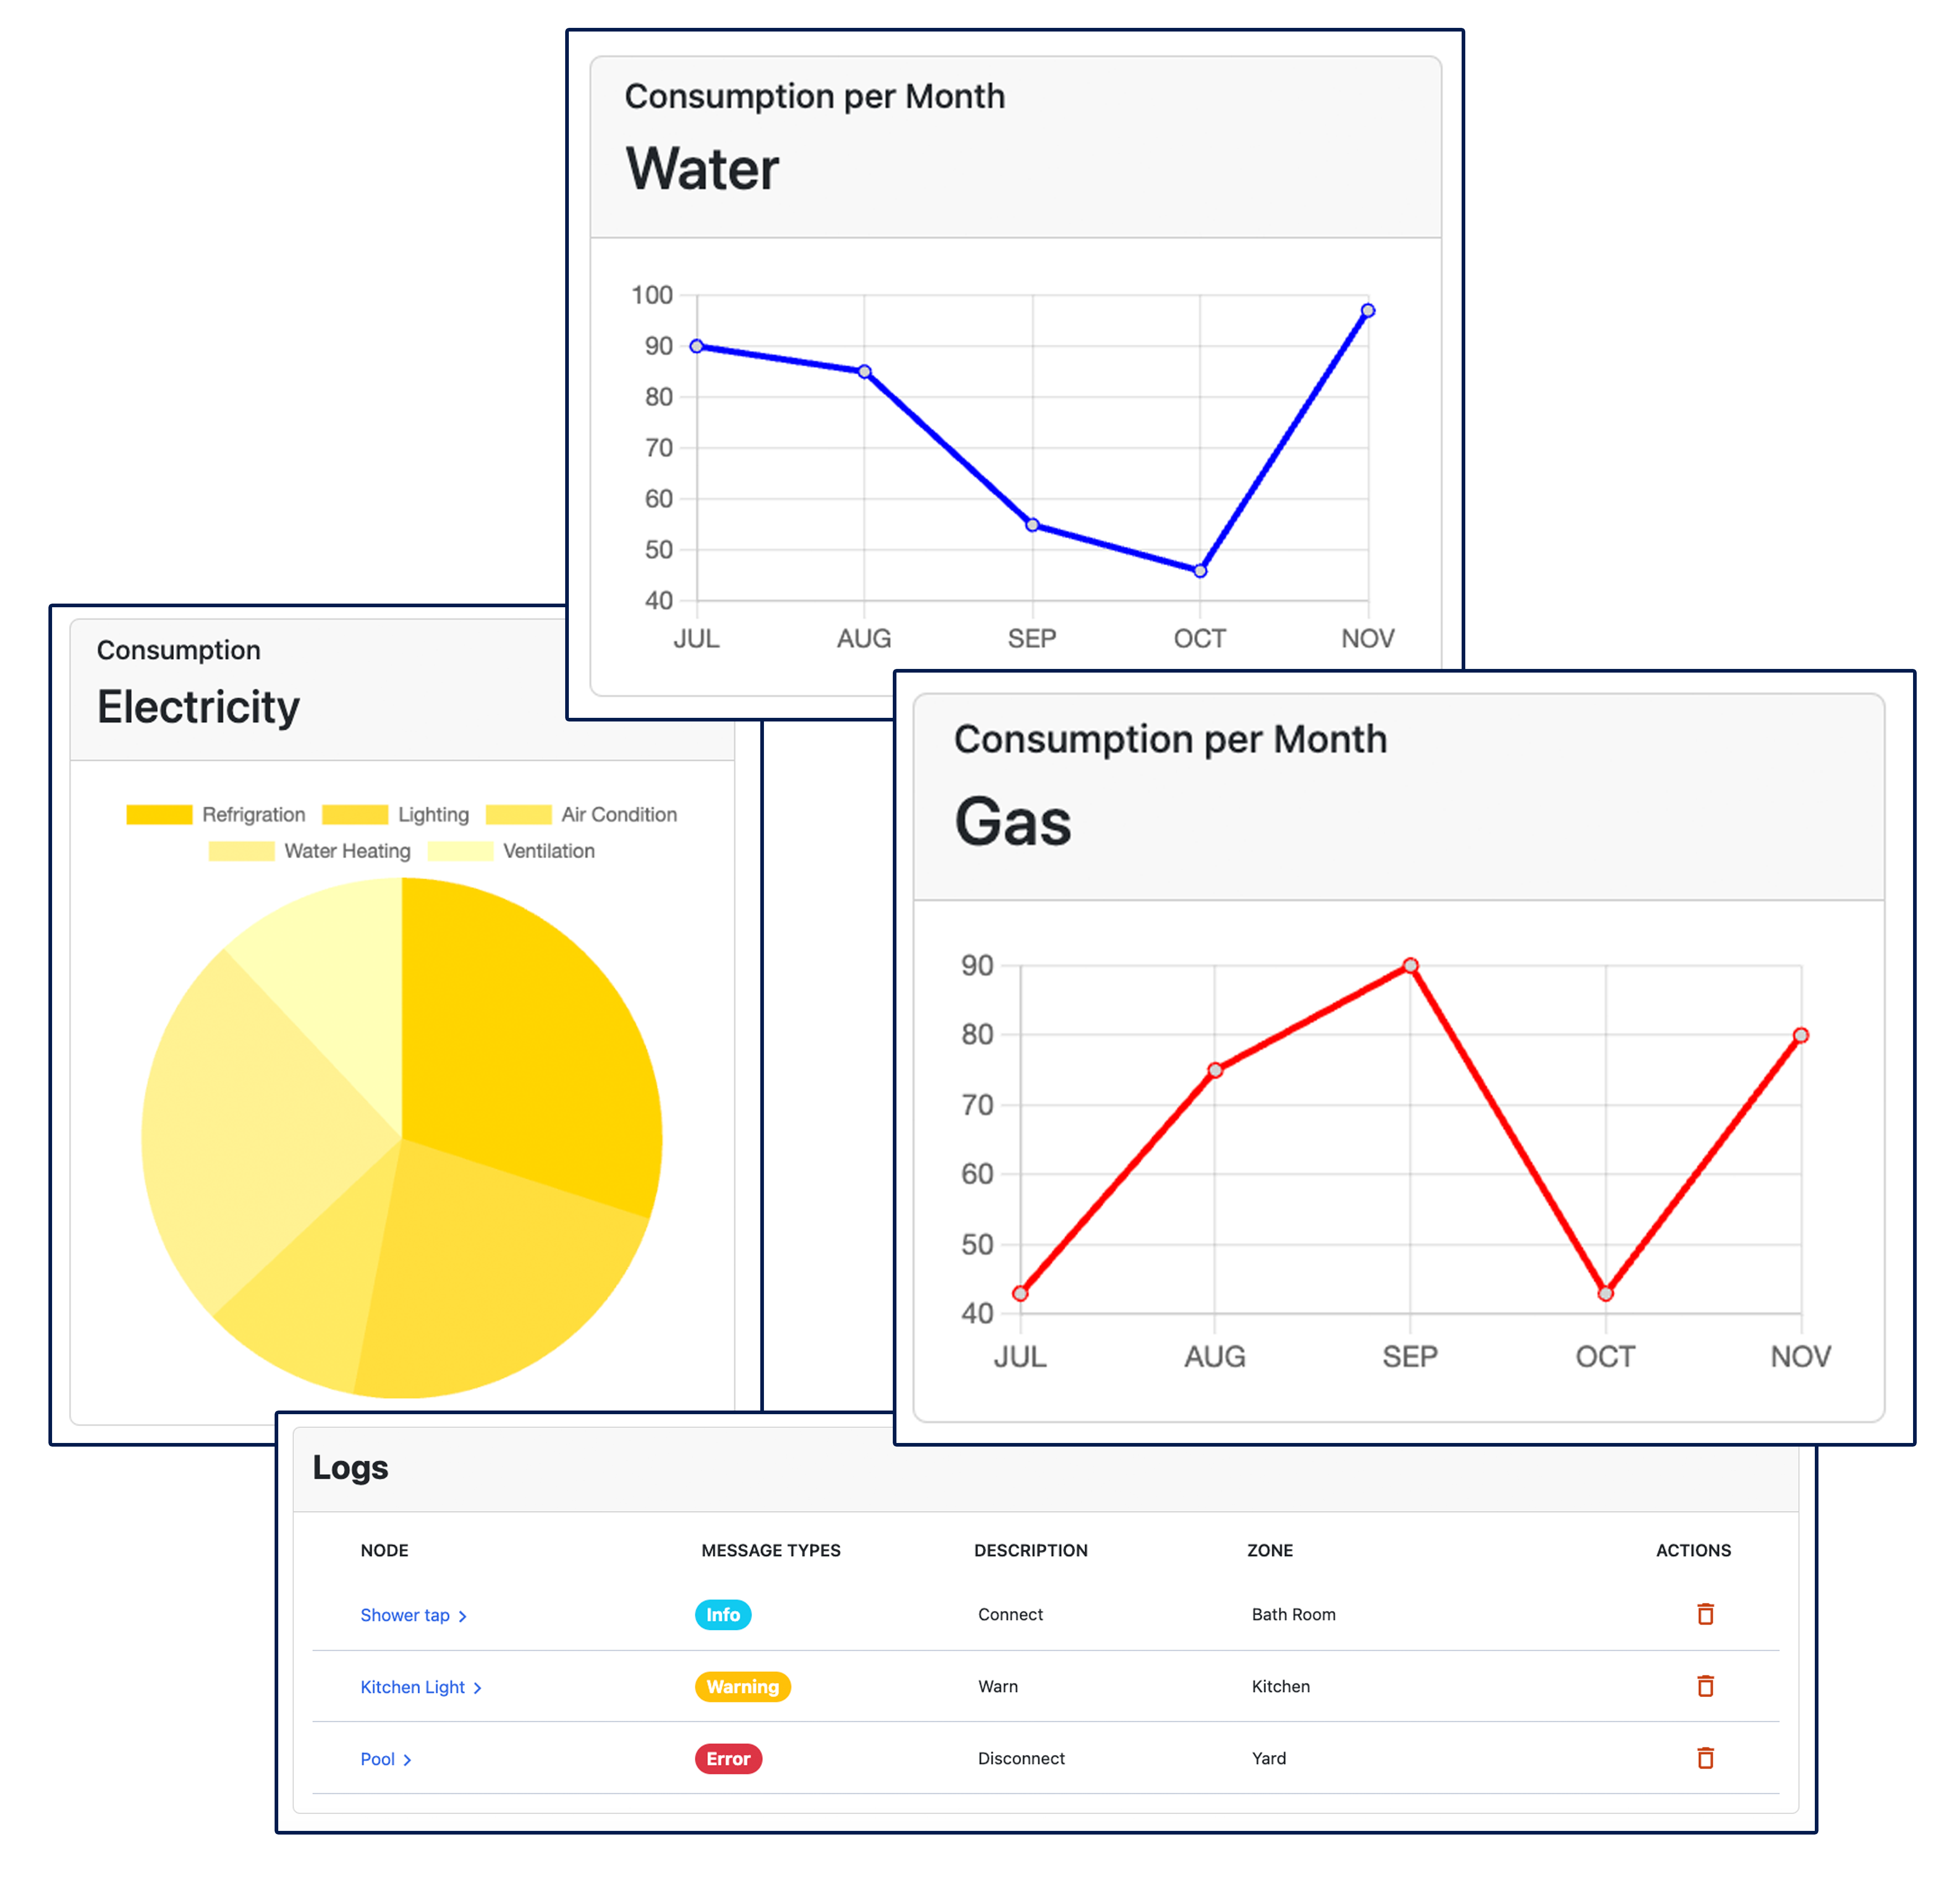 Consumption per Month
Water
100
90
80
70
60
50
40
JUL AUG SEP OCT NOV
Consumption
Electricity
Refrigration Lighting Air Condition
Water Heating Ventilation
Consumption per Month
Gas
90
80
70
60
50
40
JUL AUG SEP OCT NOV
Logs
NODE MESSAGE TYPES DESCRIPTION ZONE ACTIONS
Shower tap Info Connect Bath Room
Kitchen Light Warning Warn Kitchen
Pool Error Disconnect Yard